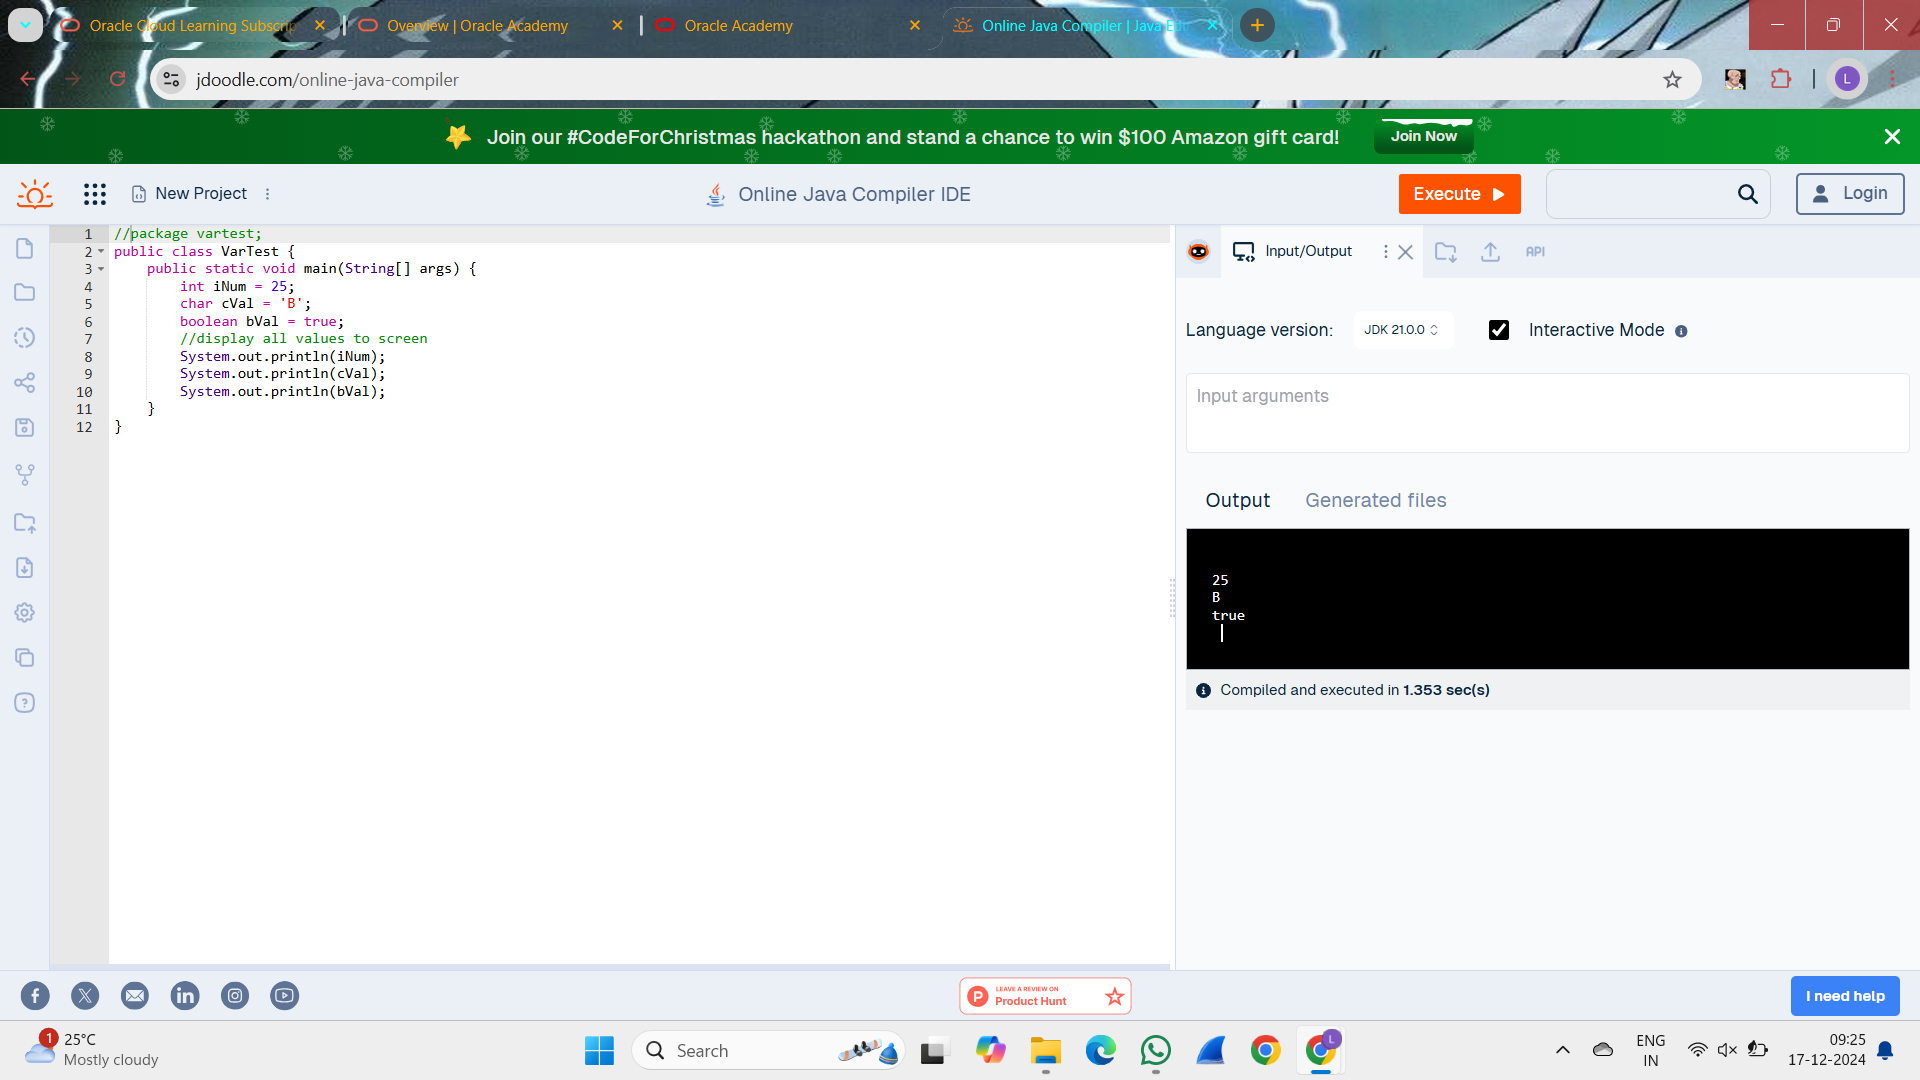 Oracle Cloud Learning Subscrip
Overview | Oracle Academy
Oracle Academy
Online Java Compiler | Java Ed
jdoodle.com/online-java-compiler
L
Join our #CodeForChristmas hackathon and stand a chance to win $100 Amazon gift card!
Join Now
New Project
Online Java Compiler IDE
Execute
Login
1 //package vartest;
2 public class VarTest {
3 public static void main(String[] args) {
4 int iNum = 25;
5 char cVal = 'B';
6 boolean bVal = true;
7 //display all values to screen
8 System.out.println(iNum);
9 System.out.println(cVal);
10 System.out.println(bVal);
11 }
12 }
Input/Output
API
Language version:
JDK 21.0.0
Interactive Mode
Input arguments
Output
Generated files
25
B
true
Compiled and executed in 1.353 sec(s)
LEAVE A REVIEW ON
Product Hunt
I need help
1
25°C
Mostly cloudy
Search
L
ENG
IN
09:25
17-12-2024